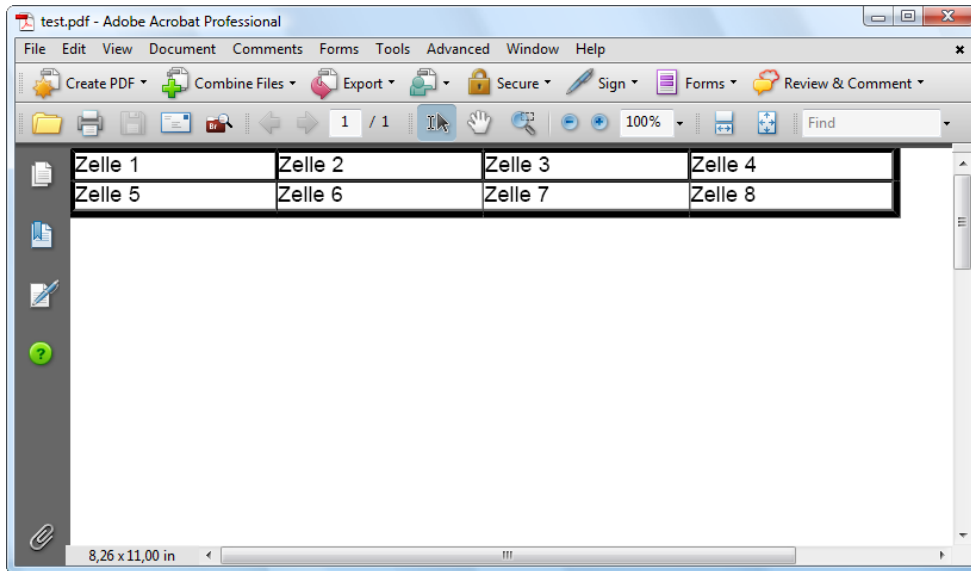 test.pdf - Adobe Acrobat Professional
File Edit View Document Comments Forms Tools Advanced Window Help
Create PDF Combine Files Export Secure Sign Forms Review & Comment
Br 1 / 1 100% Find
Zelle 1 Zelle 2 Zelle 3 Zelle 4
Zelle 5 Zelle 6 Zelle 7 Zelle 8
?
8,26 x 11,00 in